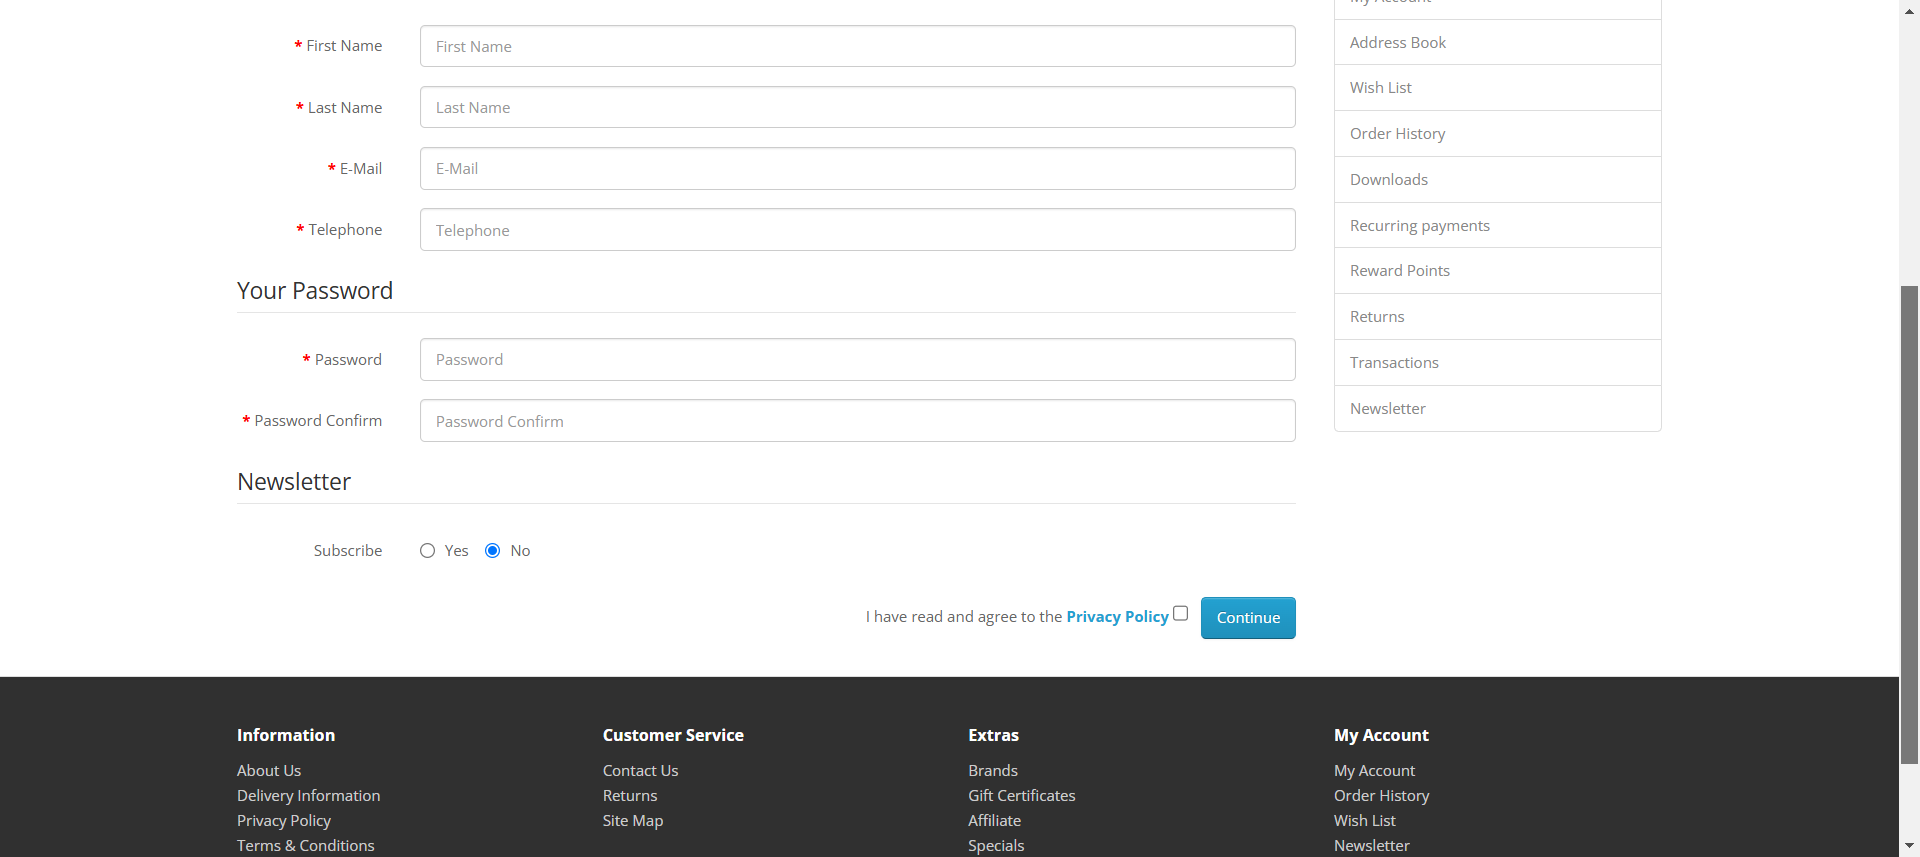 * First Name
First Name
* Last Name
Last Name
* E-Mail
E-Mail
* Telephone
Telephone
Your Password
* Password
Password
* Password Confirm
Password Confirm
Newsletter
Subscribe
Yes
No
I have read and agree to the Privacy Policy
Continue
My Account
Address Book
Wish List
Order History
Downloads
Recurring payments
Reward Points
Returns
Transactions
Newsletter
Information
About Us
Delivery Information
Privacy Policy
Terms & Conditions
Customer Service
Contact Us
Returns
Site Map
Extras
Brands
Gift Certificates
Affiliate
Specials
My Account
My Account
Order History
Wish List
Newsletter